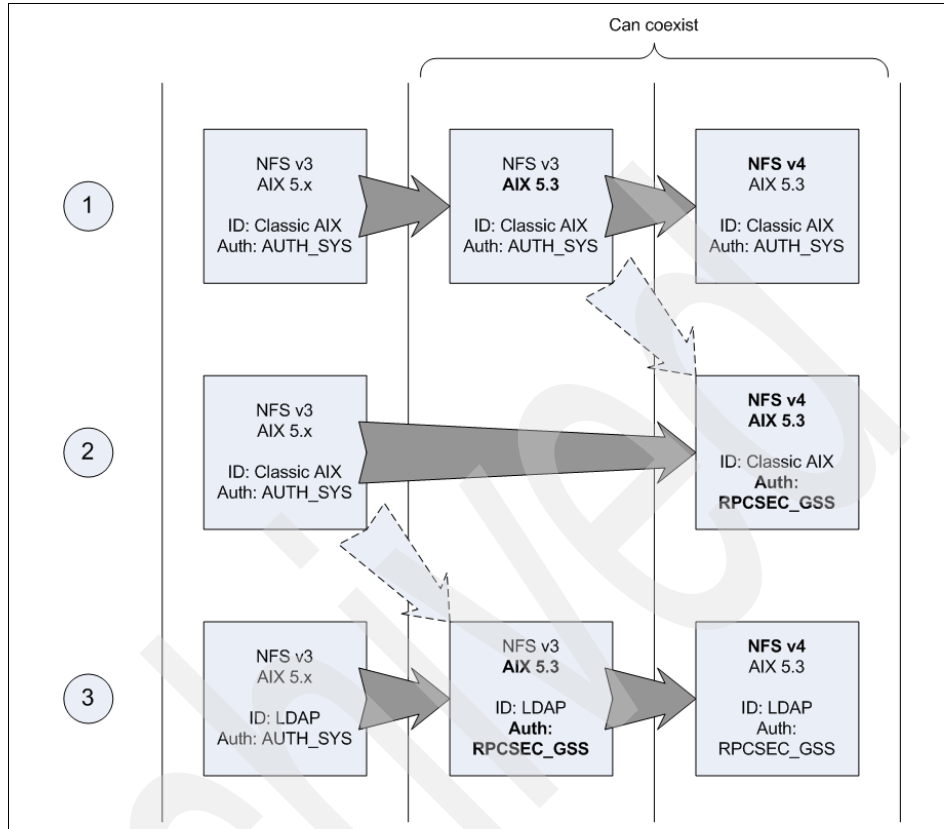 Can coexist
1
NFS v3
AIX 5.x
ID: Classic AIX
Auth: AUTH_SYS
NFS v3
AIX 5.3
ID: Classic AIX
Auth: AUTH_SYS
NFS v4
AIX 5.3
ID: Classic AIX
Auth: AUTH_SYS
2
NFS v3
AIX 5.x
ID: Classic AIX
Auth: AUTH_SYS
NFS v4
AIX 5.3
ID: Classic AIX
Auth:
RPCSEC_GSS
3
NFS v3
AIX 5.x
ID: LDAP
Auth: AUTH_SYS
NFS v3
AIX 5.3
ID: LDAP
Auth:
RPCSEC_GSS
NFS v4
AIX 5.3
ID: LDAP
Auth:
RPCSEC_GSS